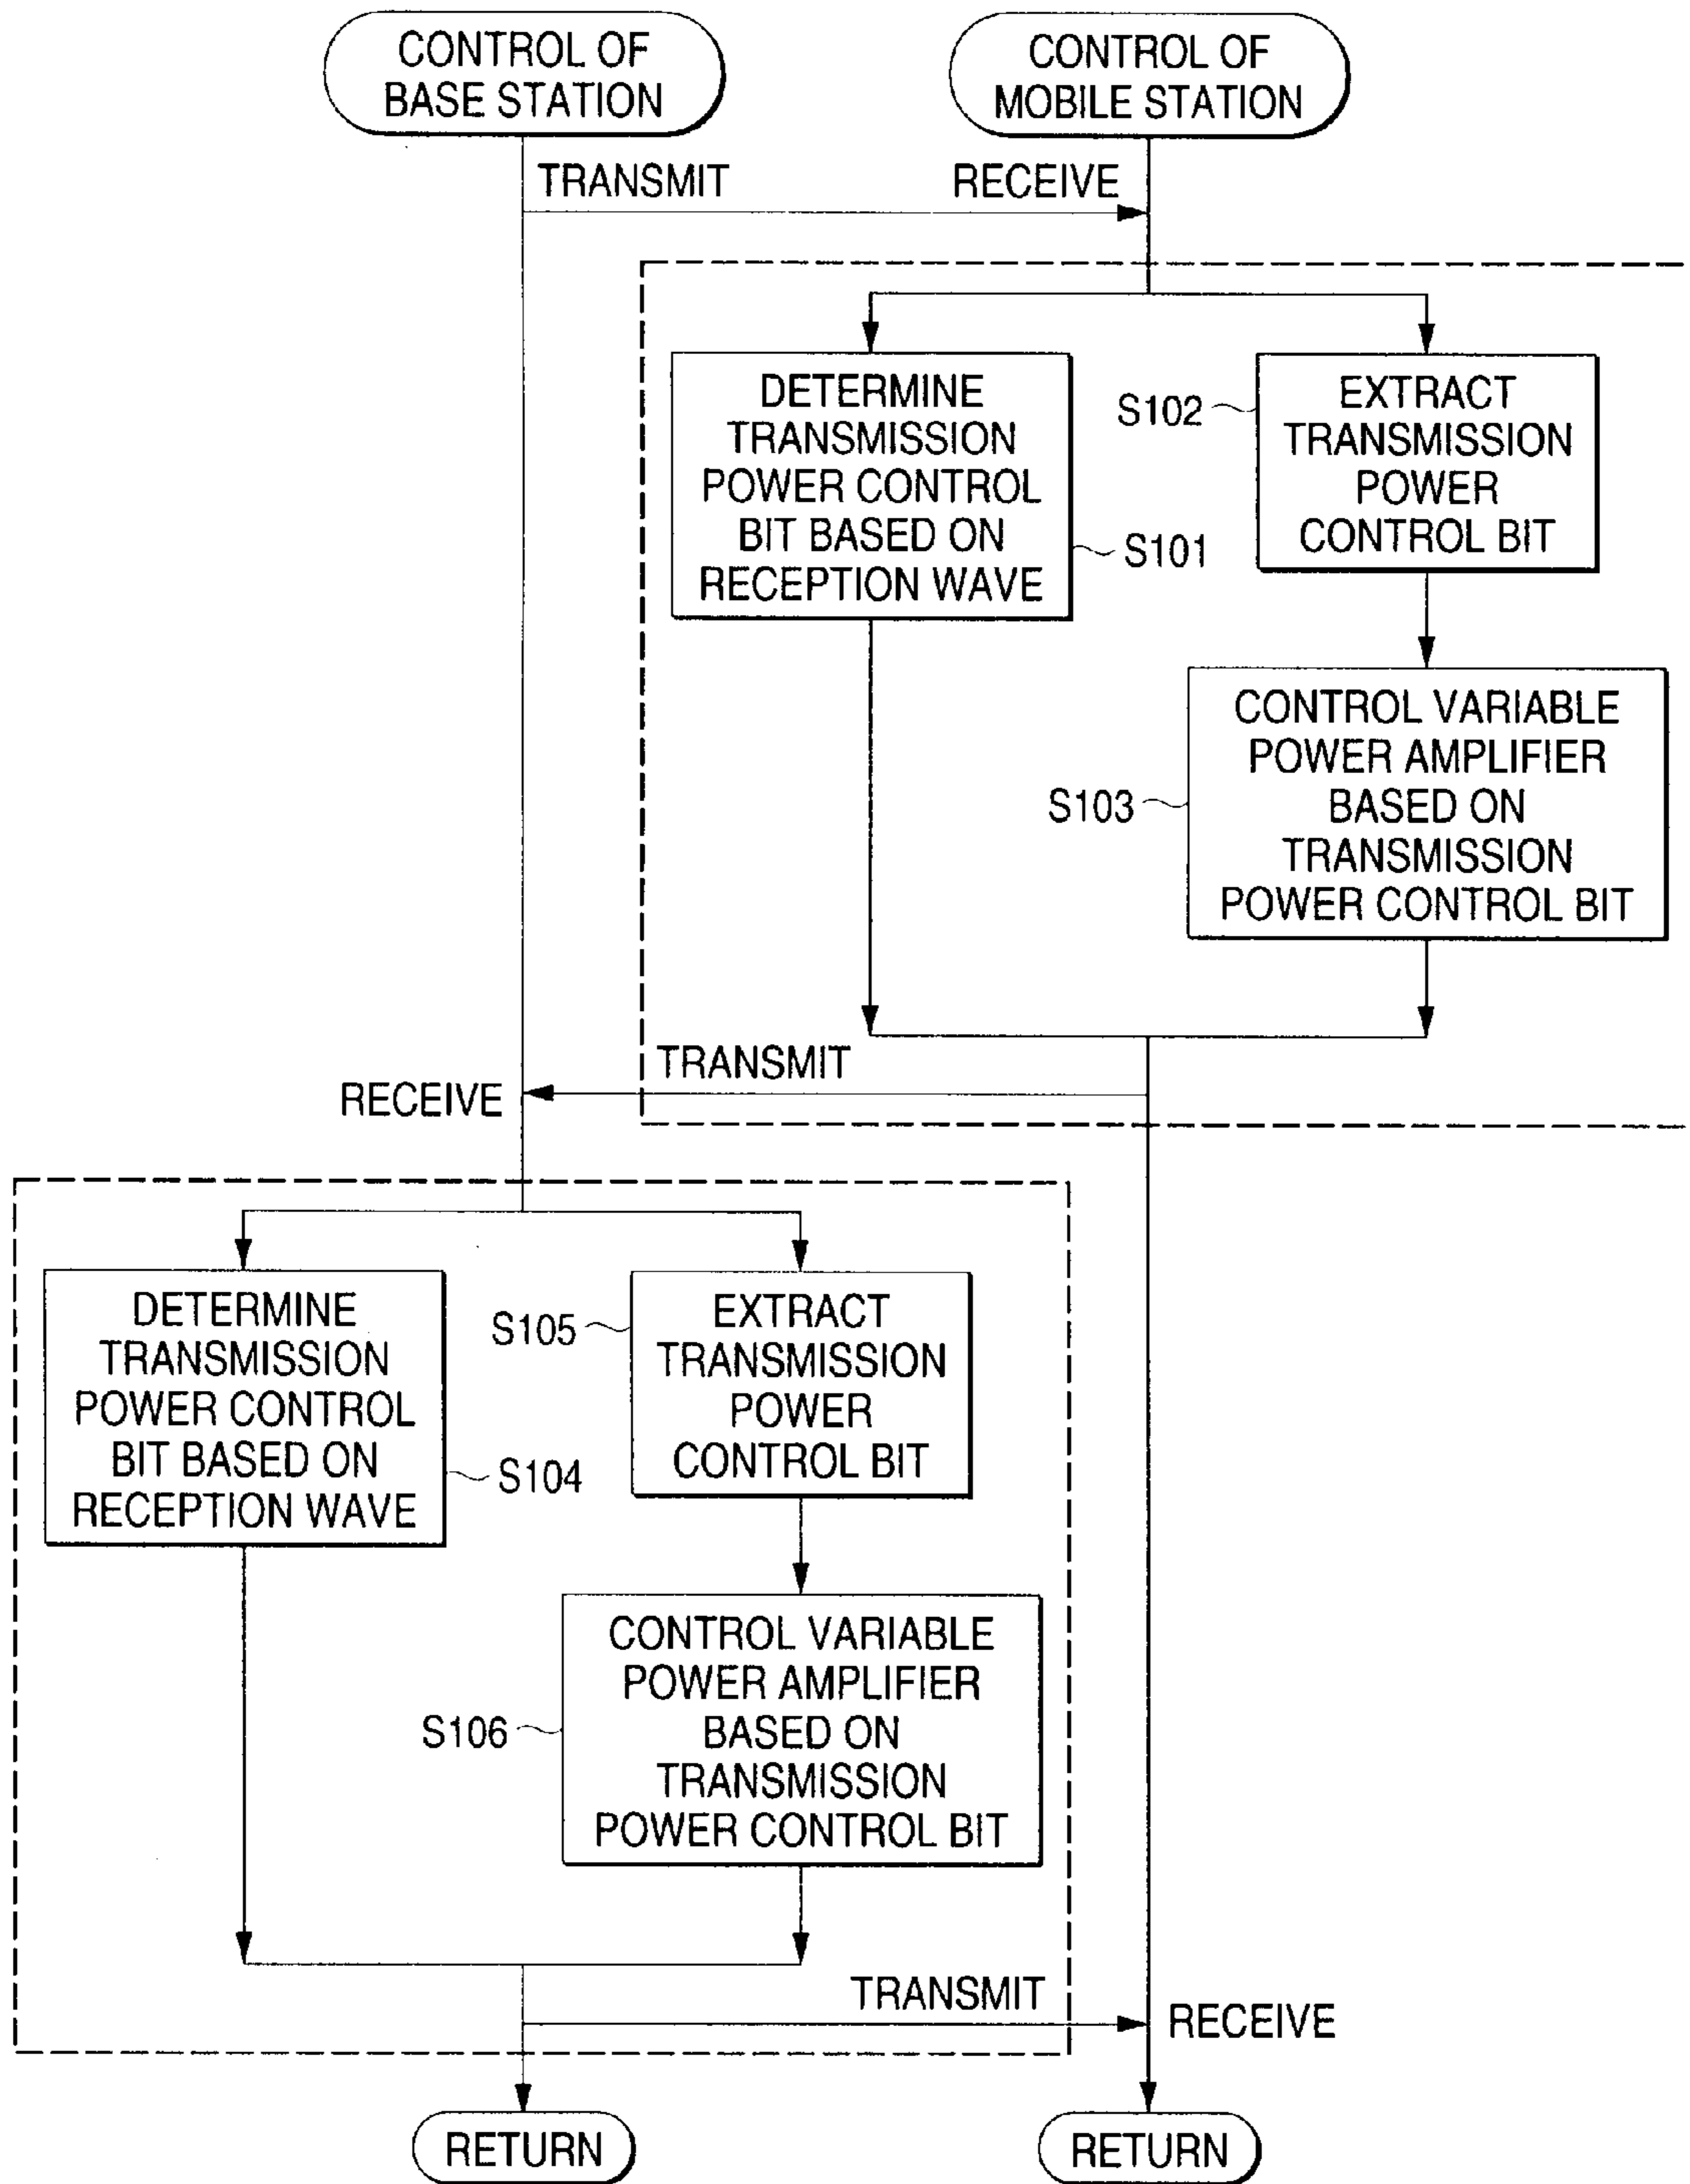 CONTROL OF
BASE STATION
CONTROL OF
MOBILE STATION
TRANSMIT
RECEIVE
DETERMINE
TRANSMISSION
POWER CONTROL
BIT BASED ON
RECEPTION WAVE
S101
S102
EXTRACT
TRANSMISSION
POWER
CONTROL BIT
S103
CONTROL VARIABLE
POWER AMPLIFIER
BASED ON
TRANSMISSION
POWER CONTROL BIT
TRANSMIT
RECEIVE
DETERMINE
TRANSMISSION
POWER CONTROL
BIT BASED ON
RECEPTION WAVE
S104
S105
EXTRACT
TRANSMISSION
POWER
CONTROL BIT
S106
CONTROL VARIABLE
POWER AMPLIFIER
BASED ON
TRANSMISSION
POWER CONTROL BIT
TRANSMIT
RECEIVE
RETURN
RETURN